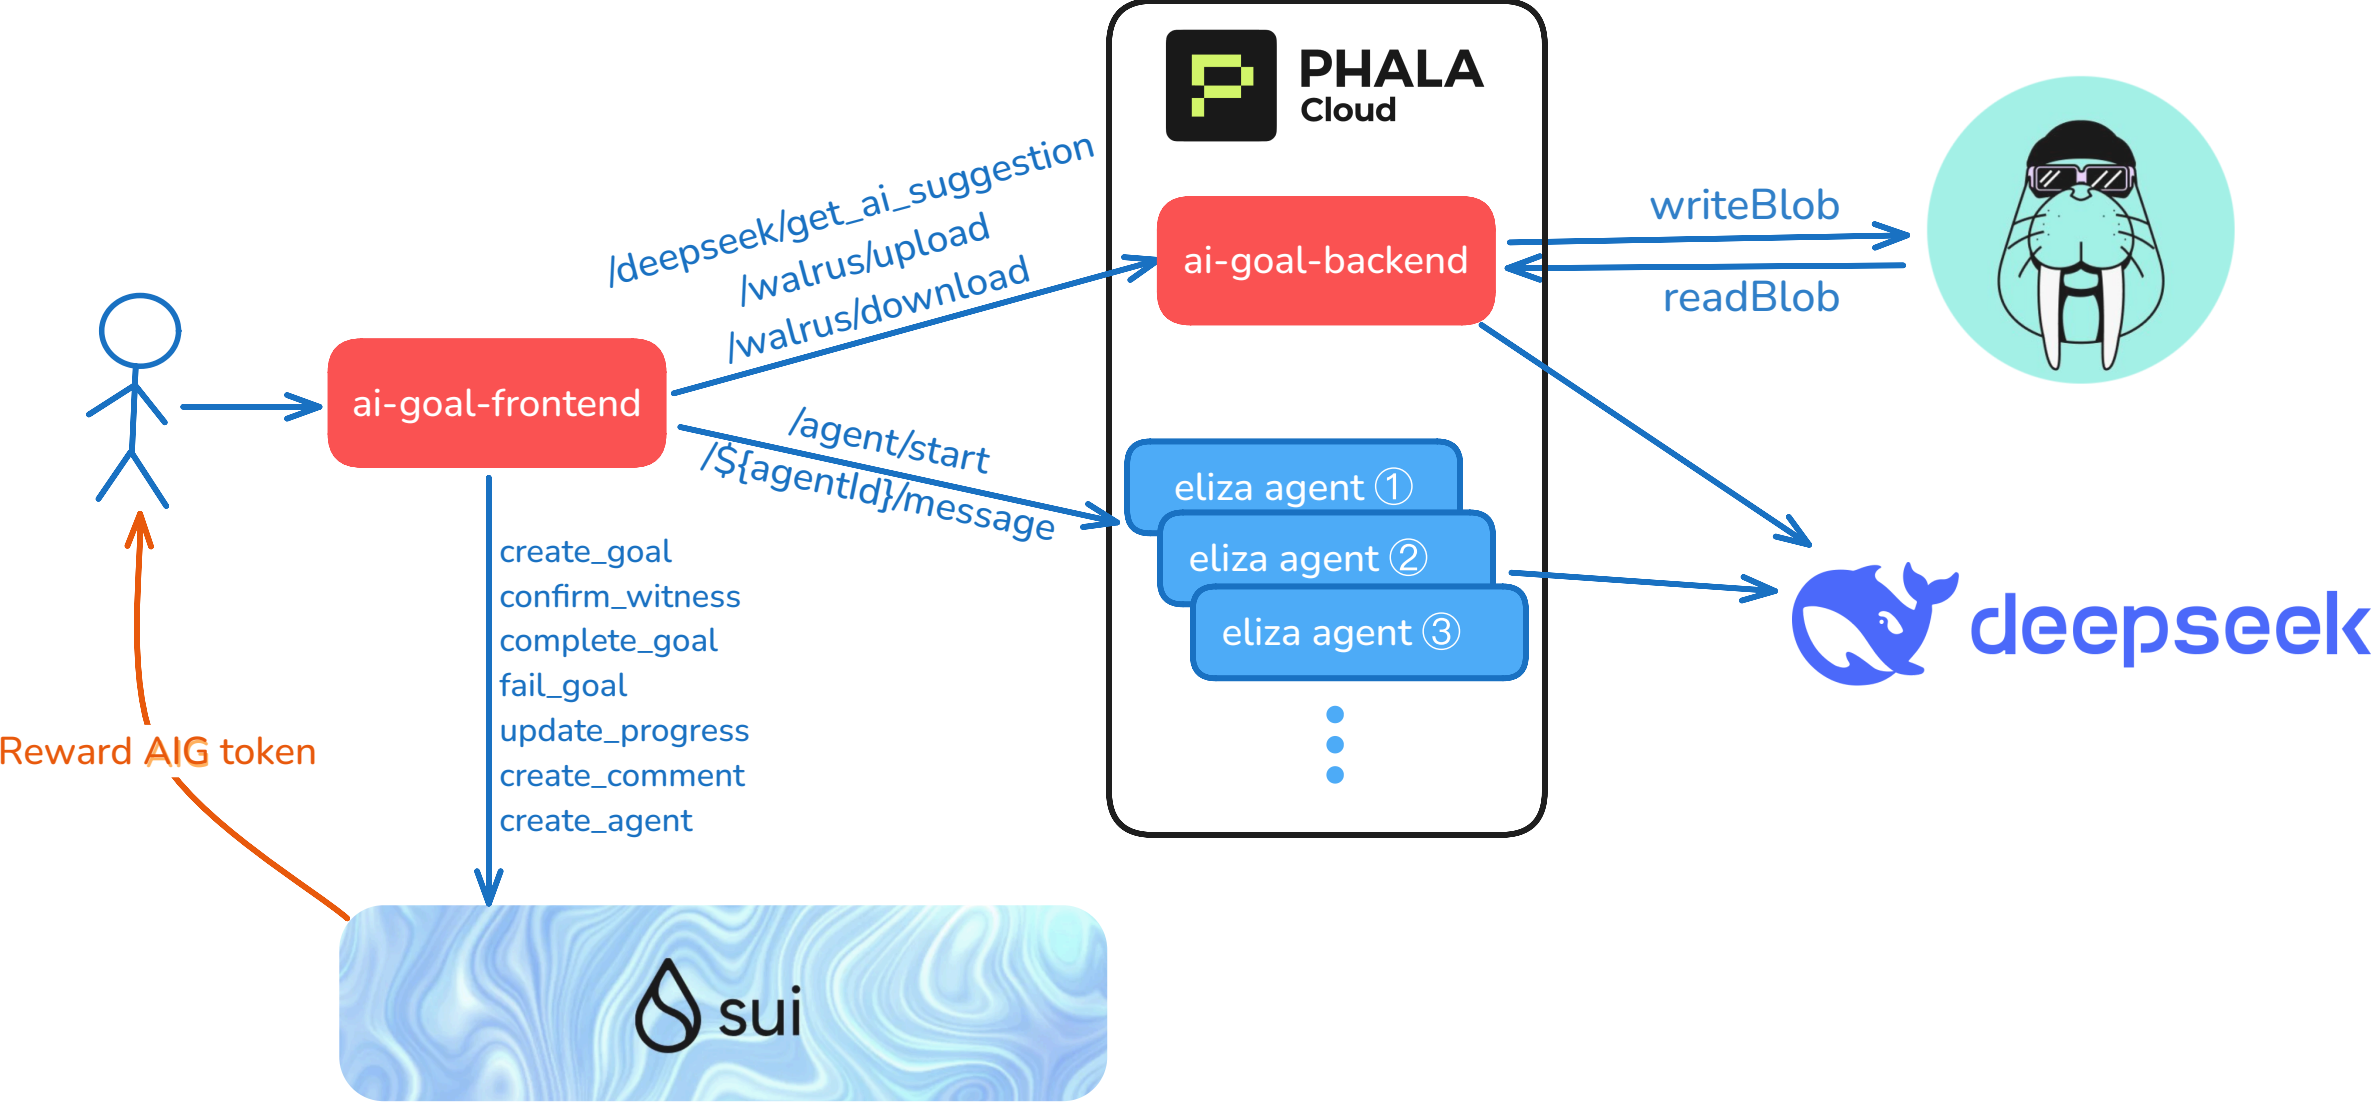 PHALA
Cloud
/deepseek/get_ai_suggestion
/walrus/upload
/walrus/download
ai-goal-backend
writeBlob
readBlob
ai-goal-frontend
/agent/start
/${agentId}/message
eliza agent ①
eliza agent ②
eliza agent ③
deepseek
create_goal
confirm_witness
complete_goal
fail_goal
update_progress
create_comment
create_agent
Reward AIG token
sui